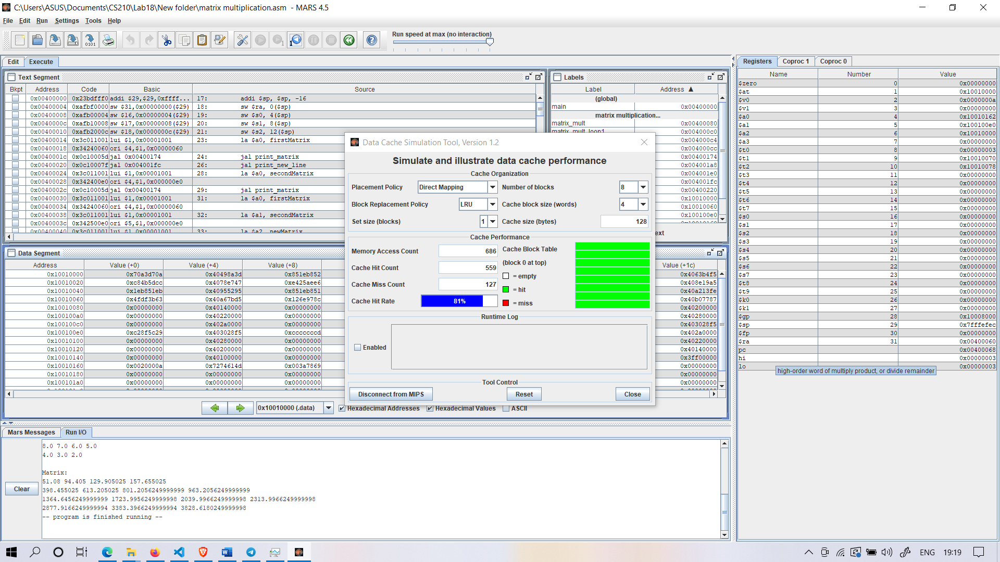 C:\Users\ASUS\Documents\CS210\Lab18\New folder\matrix multiplication.asm - MARS 4.5
File Edit Run Settings Tools Help
Run speed at max (no interaction)
Edit Execute
Text Segment
Bkpt Address Code Basic Source
0x00400000 0x23bdfff0 addi $29,$29,0xffff... 17: addi $sp, $sp, -16
0x00400004 0xafbf0000 sw $31,0x00000000($29) 18: sw $ra, 0($sp)
0x00400008 0xafb00004 sw $16,0x00000004($29) 19: sw $s0, 4($sp)
0x0040000c 0xafb10008 sw $17,0x00000008($29) 20: sw $s1, 8($sp)
0x00400010 0xafb2000c sw $18,0x0000000c($29) 21: sw $s2, 12($sp)
0x00400014 0x3c011001 lui $1,0x00001001 23: la $a0, firstMatrix
0x00400018 0x34240060 ori $4,$1,0x00000060
0x0040001c 0x0c10005d jal 0x00400174 24: jal print_matrix
0x00400020 0x0c10007f jal 0x004001fc 26: jal print_new_line
0x00400024 0x3c011001 lui $1,0x00001001 28: la $a0, secondMatrix
0x00400028 0x342400e0 ori $4,$1,0x000000e0
0x0040002c 0x0c10005d jal 0x00400174 29: jal print_matrix
0x00400030 0x3c011001 lui $1,0x00001001 31: la $a0, firstMatrix
0x00400034 0x34240060 ori $4,$1,0x00000060
0x00400038 0x3c011001 lui $1,0x00001001 32: la $a1, secondMatrix
0x0040003c 0x342500e0 ori $5,$1,0x000000e0
0x00400040 0x3c011001 lui $1,0x00001001 33: la $a2, newMatrix
Labels
Label Address ▲
(global)
main 0x00400000
matrix multiplication...
matrix_mult 0x00400080
matrix_mult_loop1 0x004000c0
0x004000c4
0x004000cc
0x00400174
0x004001a8
0x004001e0
0x004001fc
0x00400220
0x10010000
0x10010060
0x100100e0
0x10010160
ext
Data Cache Simulation Tool, Version 1.2
Simulate and illustrate data cache performance
Cache Organization
Placement Policy Direct Mapping Number of blocks 8
Block Replacement Policy LRU Cache block size (words) 4
Set size (blocks) 1 Cache size (bytes) 128
Cache Performance
Memory Access Count 686 Cache Block Table
Cache Hit Count 559 (block 0 at top)
= empty
Cache Miss Count 127 = hit
Cache Hit Rate 81% = miss
Runtime Log
Enabled
Tool Control
Disconnect from MIPS Reset Close
Data Segment
Address Value (+0) Value (+4) Value (+8) Value (+1c)
0x10010000 0x70a3d70a 0x40498a3d 0x851eb852 0x4063b4f5
0x10010020 0xc84b5dcc 0x4078e747 0xe425aee6 0x408e19a5
0x10010040 0x1eb851eb 0x40955295 0x851eb851 0x40a213fe
0x10010060 0x4fdf3b63 0x40a67bd5 0x126e978c 0x40b07787
0x10010080 0x00000000 0x40140000 0x00000000 0x40200000
0x100100a0 0x00000000 0x40220000 0x00000000 0x40280000
0x100100c0 0x00000000 0x402a0000 0x00000000 0x403028f5
0x100100e0 0xc28f5c29 0x403028f5 0xcccccccd 0x402a0000
0x10010100 0x00000000 0x40280000 0x00000000 0x40220000
0x10010120 0x00000000 0x40200000 0x00000000 0x40140000
0x10010140 0x00000000 0x40100000 0x00000000 0x3ff00000
0x10010160 0x0020000a 0x7274614d 0x003a7869 0x00000000
0x10010180 0x00000000 0x00000000 0x00000000 0x00000000
0x100101a0 0x00000000 0x00000000 0x00000000 0x00000000
0x10010000 (.data) Hexadecimal Addresses Hexadecimal Values ASCII
Mars Messages Run I/O
8.0 7.0 6.0 5.0
4.0 3.0 2.0
Matrix:
51.08 94.405 129.905025 157.655025
398.455025 613.205025 801.2056249999999 963.2056249999999
1364.6456249999999 1723.9956249999998 2039.9966249999998 2313.9966249999998
2877.9166249999994 3383.3966249999994 3828.6180249999998
-- program is finished running --
Clear
Registers Coproc 1 Coproc 0
Name Number Value
$zero 0 0x00000000
$at 1 0x10010000
$v0 2 0x0000000a
$v1 3 0x00000000
$a0 4 0x10010162
$a1 5 0x100100e0
$a2 6 0x10010000
$a3 7 0x00000000
$t0 8 0x00000003
$t1 9 0x10010070
$t2 10 0x10010078
$t3 11 0x00000000
$t4 12 0x00000000
$t5 13 0x00000000
$t6 14 0x00000000
$t7 15 0x00000000
$s0 16 0x00000000
$s1 17 0x00000000
$s2 18 0x00000000
$s3 19 0x00000000
$s4 20 0x00000000
$s5 21 0x00000000
$s6 22 0x00000000
$s7 23 0x00000000
$t8 24 0x00000000
$t9 25 0x00000000
$k0 26 0x00000000
$k1 27 0x00000000
$gp 28 0x10008000
$sp 29 0x7fffefec
$fp 30 0x00000000
$ra 31 0x00400060
pc 0x00400068
hi 0x00000003
lo 0x00000003
high-order word of multiply product, or divide remainder
ENG 19:19